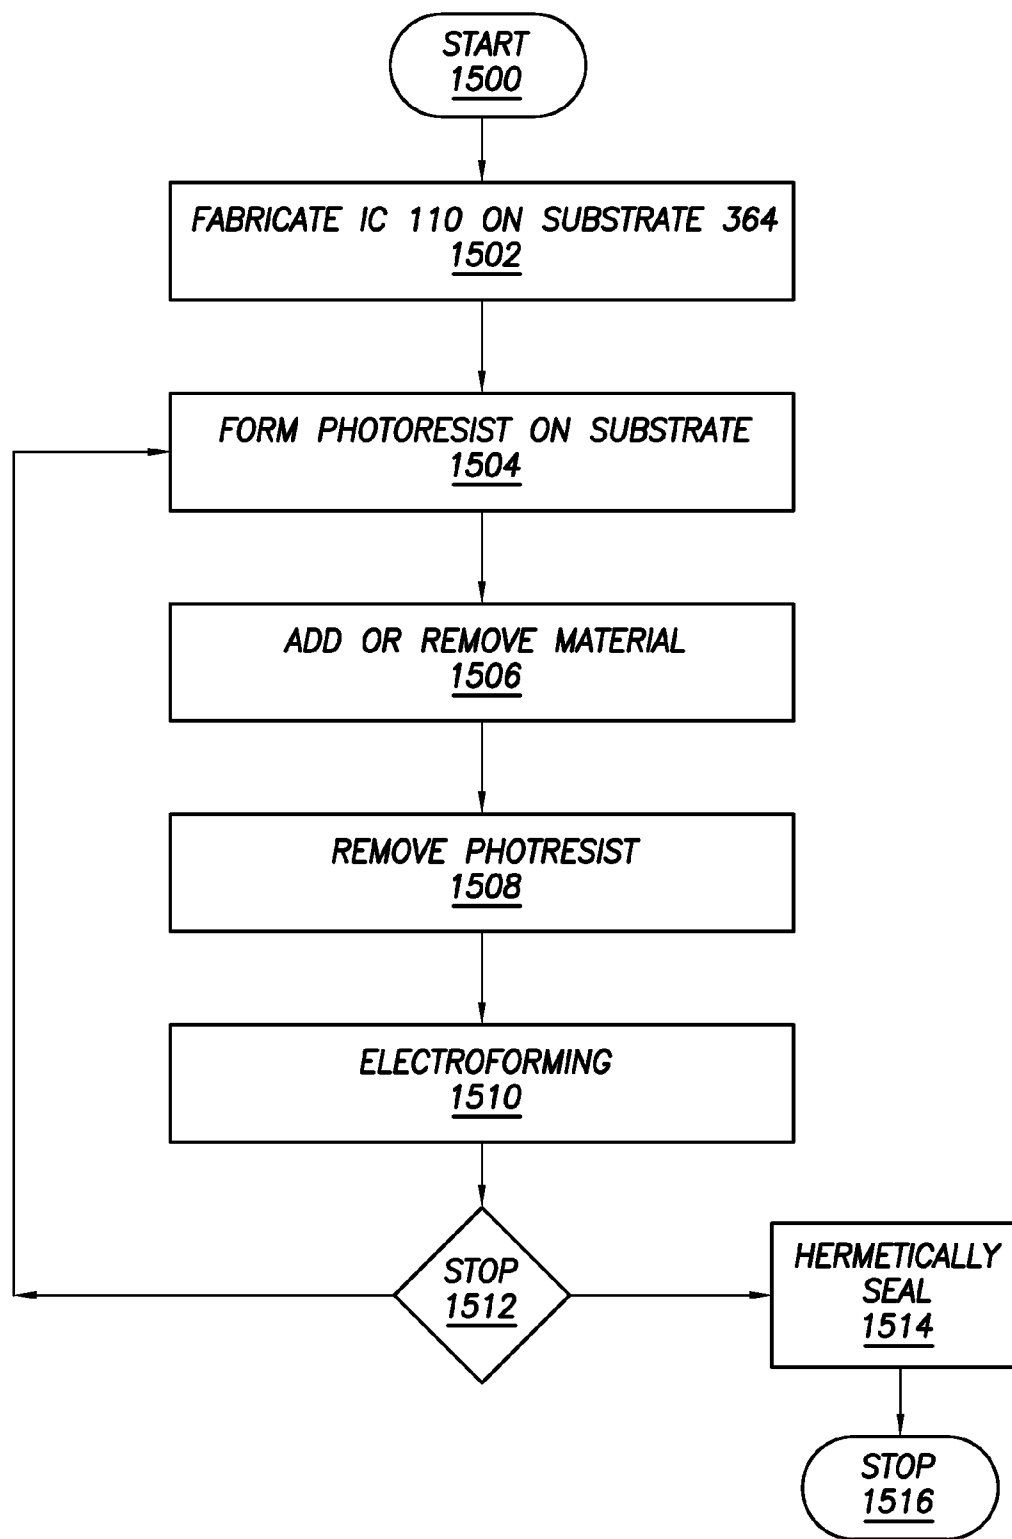 START
1500
FABRICATE IC 110 ON SUBSTRATE 364
1502
FORM PHOTORESIST ON SUBSTRATE
1504
ADD OR REMOVE MATERIAL
1506
REMOVE PHOTRESIST
1508
ELECTROFORMING
1510
STOP
1512
HERMETICALLY
SEAL
1514
STOP
1516